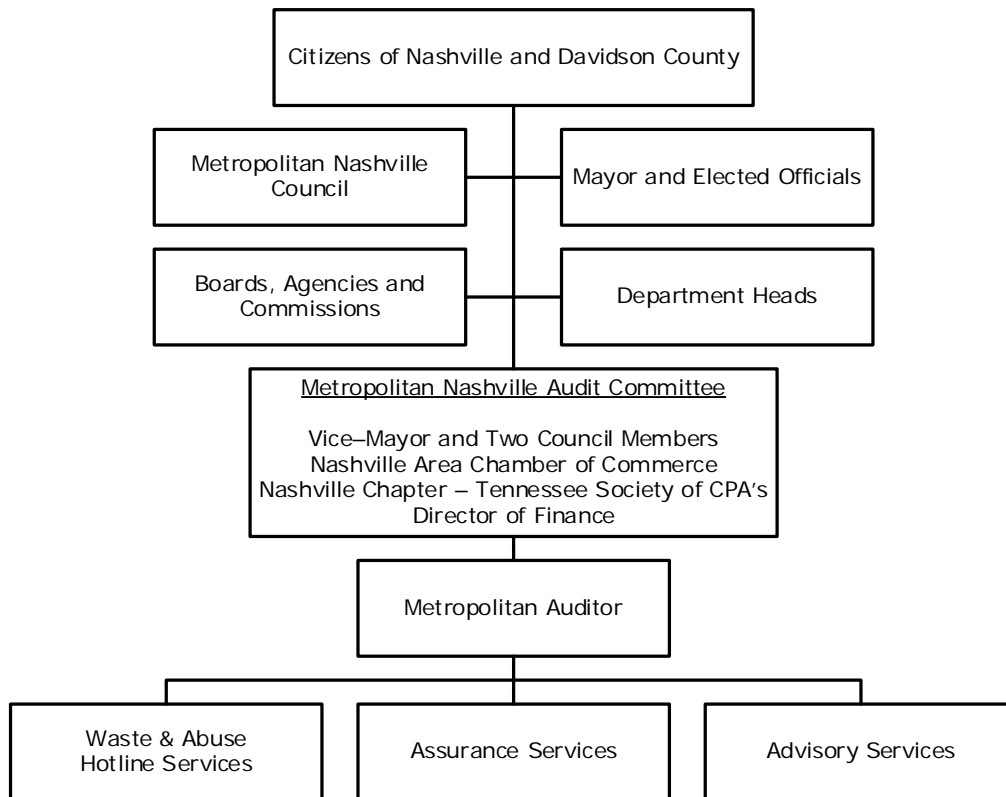 Citizens of Nashville and Davidson County
Metropolitan Nashville
Council
Mayor and Elected Officials
Boards, Agencies and
Commissions
Department Heads
Metropolitan Nashville Audit Committee
Vice–Mayor and Two Council Members
Nashville Area Chamber of Commerce
Nashville Chapter – Tennessee Society of CPA's
Director of Finance
Metropolitan Auditor
Waste & Abuse
Hotline Services
Assurance Services
Advisory Services